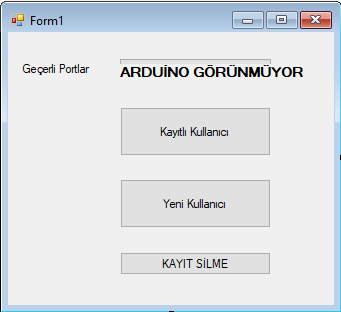 Form1
Geçerli Portlar
ARDUİNO GÖRÜNMÜYOR
Kayıtlı Kullanıcı
Yeni Kullanıcı
KAYIT SİLME